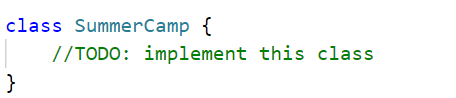 class SummerCamp {
    //TODO: implement this class
}